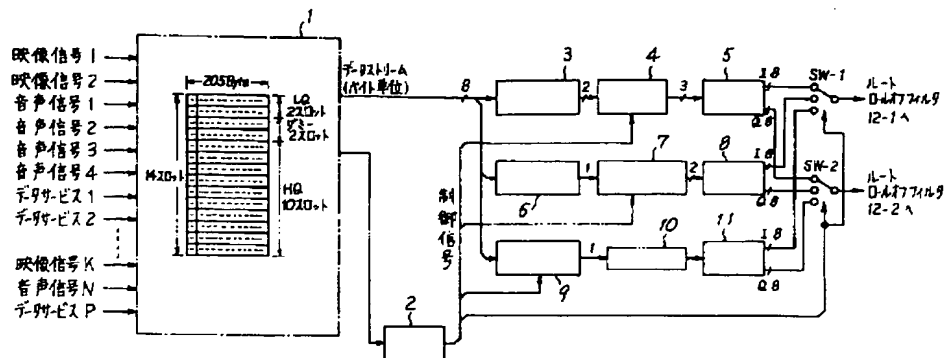 1
映像信号1
映像信号2
音声信号1
音声信号2
音声信号3
音声信号4
データサービス1
データサービス2
映像信号K
音声信号N
データサービスP
205Byte
14スロット
LQ
2スロット
ダミー
2スロット
HQ
10スロット
データストリーム
(バイト単位)
8
2
制御信号
3
2
4
3
5
I 8
Q 8
6
1
7
2
8
I 8
Q 8
9
1
10
11
I 8
Q 8
SW-1
ルート
ロールオフフィルタ
12-1へ
SW-2
ルート
ロールオフフィルタ
12-2へ